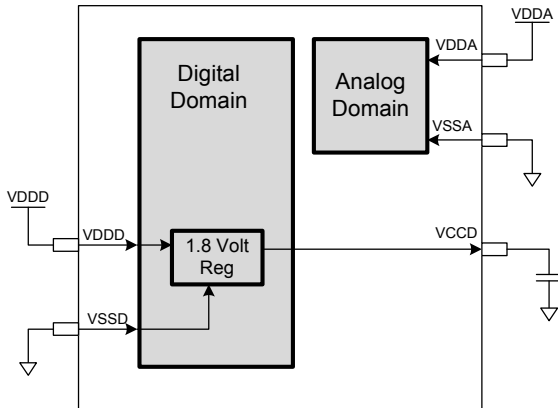 VDDA
VDDA
Digital
Domain
Analog
Domain
VSSA
VDDD
VDDD
1.8 Volt
Reg
VCCD
VSSD